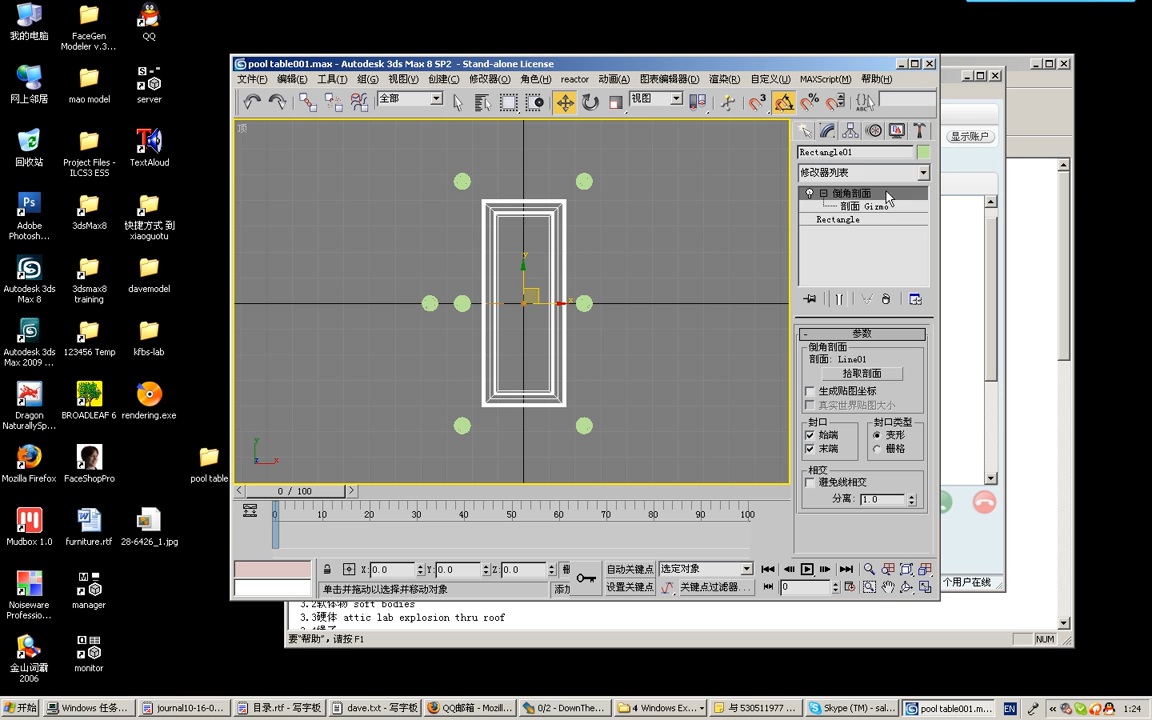 我的电脑
FaceGen
Modeler v.3...
QQ
网上邻居
mao model
server
回收站
Project Files -
ILCS3 ESS
TextAloud
Adobe
Photosh...
3dsMax8
快捷方式 到
xiaoguotu
Autodesk 3ds
Max 8
3dsmax8
training
davemodel
Autodesk 3ds
Max 2009 ...
123456 Temp
kfbs-lab
Dragon
NaturallySp...
BROADLEAF 6
rendering.exe
Mozilla Firefox
FaceShopPro
pool table
Mudbox 1.0
furniture.rtf
28-6426_1.jpg
Noiseware
Professio...
manager
金山词霸
2006
monitor
pool table001.max - Autodesk 3ds Max 8 SP2 - Stand-alone License
文件(F) 编辑(E) 工具(T) 组(G) 视图(V) 创建(C) 修改器(O) 角色(H) reactor 动画(A) 图表编辑器(D) 渲染(R) 自定义(U) MAXScript(M) 帮助(H)
全部
视图
顶
Rectangle01
修改器列表
倒角剖面
剖面 Gizmo
Rectangle
参数
倒角剖面
剖面: Line01
拾取剖面
生成贴图坐标
真实世界贴图大小
封口
始端
末端
封口类型
变形
栅格
相交
避免线相交
分离: 1.0
0 / 100
0 10 20 30 40 50 60 70 80 90 100
X: 0.0 Y: 0.0 Z: 0.0
自动关键点 选定对象
单击并拖动以选择并移动对象
添加
设置关键点 关键点过滤器...
0
显示账户
个用户在线
3.2软体物 soft bodies
3.3硬体 attic lab explosion thru roof
要“帮助”，请按 F1
NUM
开始
Windows 任务...
journal10-16-0...
目录.rtf - 写字板
dave.txt - 写字板
QQ邮箱 - Mozil...
0/2 - DownThe...
4 Windows Ex...
与 530511977 ...
Skype (TM) - sal...
pool table001.m...
EN
1:24